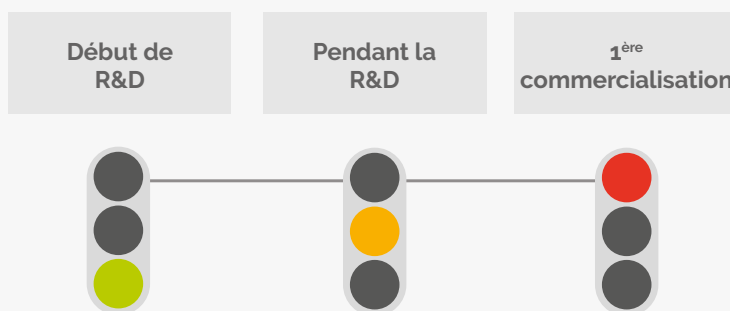 Début de
R&D
Pendant la
R&D
1ère
commercialisation